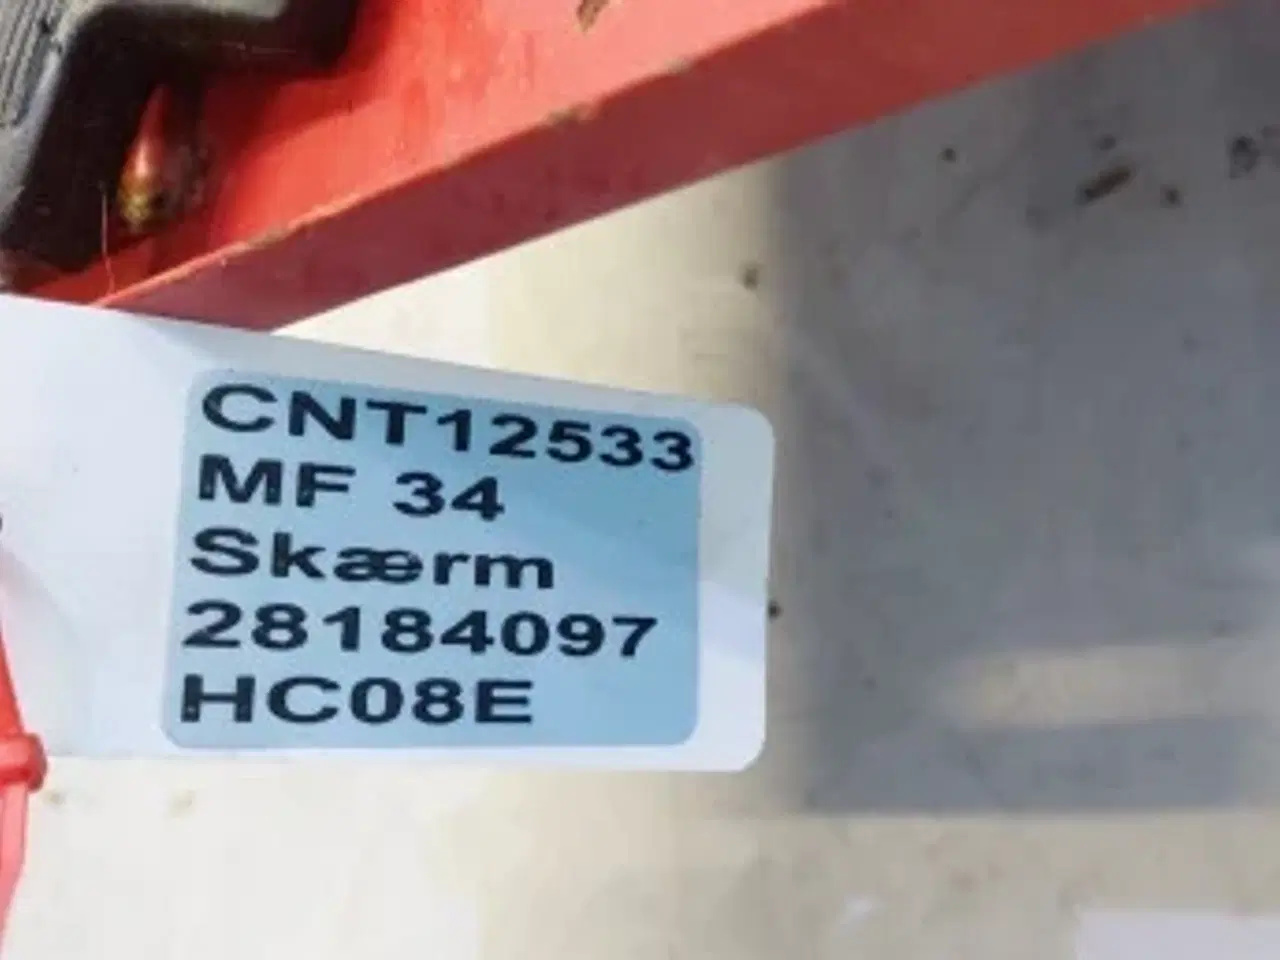 CNT12533
MF 34
Skærm
28184097
HC08E